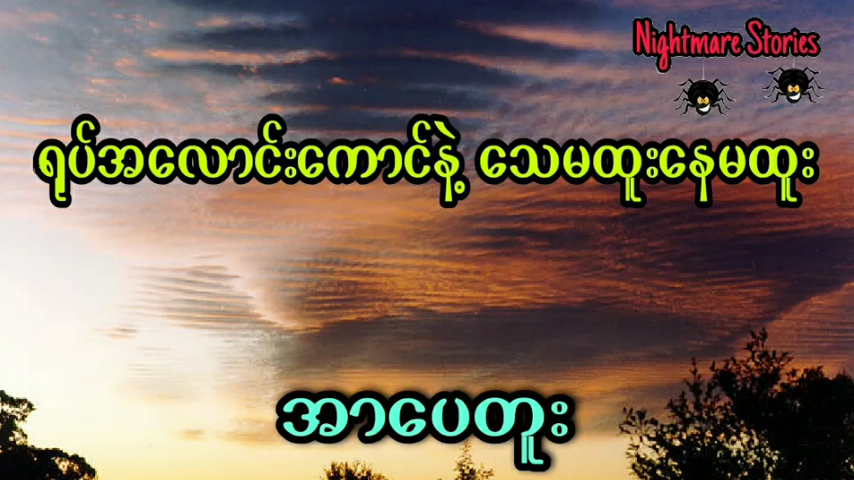 Nightmare Stories
ရုပ်အလောင်းကောင်နဲ့ သေမထူးနေမထူး
အာပေတူး